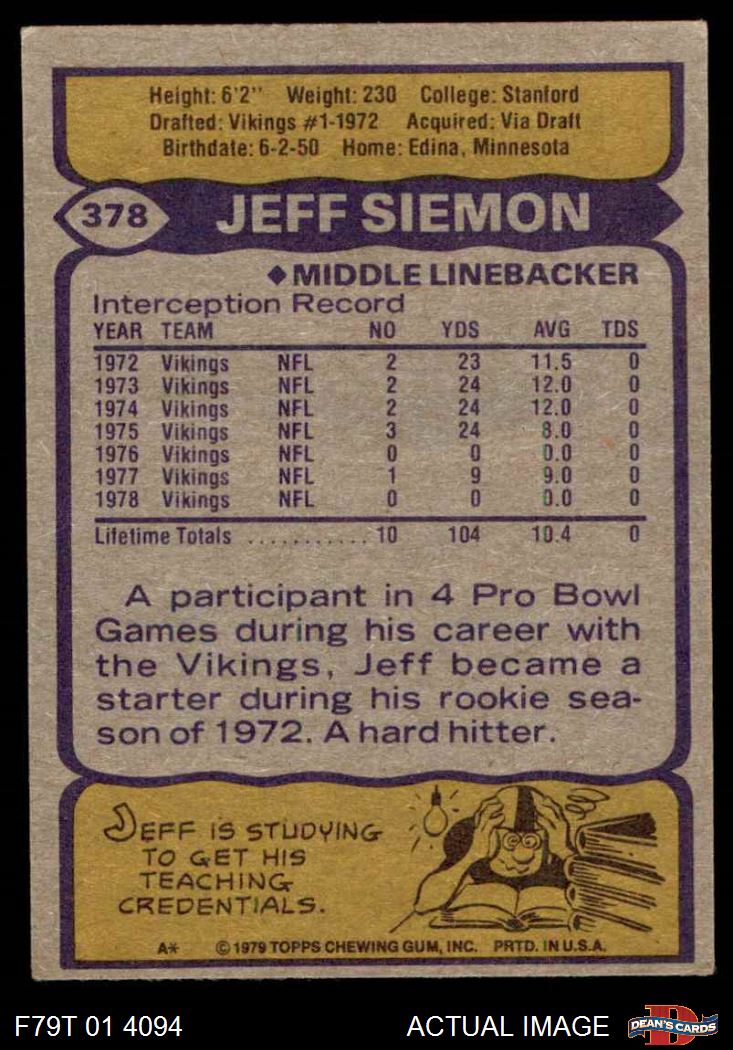 Height: 6'2" Weight: 230 College: Stanford
Drafted: Vikings #1-1972 Acquired: Via Draft
Birthdate: 6-2-50 Home: Edina, Minnesota
378 JEFF SIEMON
◆MIDDLE LINEBACKER
Interception Record
YEAR TEAM NO YDS AVG TDS
1972 Vikings NFL 2 23 11.5 0
1973 Vikings NFL 2 24 12.0 0
1974 Vikings NFL 2 24 12.0 0
1975 Vikings NFL 3 24 8.0 0
1976 Vikings NFL 0 0 0.0 0
1977 Vikings NFL 1 9 9.0 0
1978 Vikings NFL 0 0 0.0 0
Lifetime Totals ........... 10 104 10.4 0
A participant in 4 Pro Bowl
Games during his career with
the Vikings, Jeff became a
starter during his rookie sea-
son of 1972. A hard hitter.
JEFF IS STUDYING
TO GET HIS
TEACHING
CREDENTIALS.
A* © 1979 TOPPS CHEWING GUM, INC. PRTD. IN U.S.A.
F79T 01 4094 ACTUAL IMAGE D DEAN'S CARDS